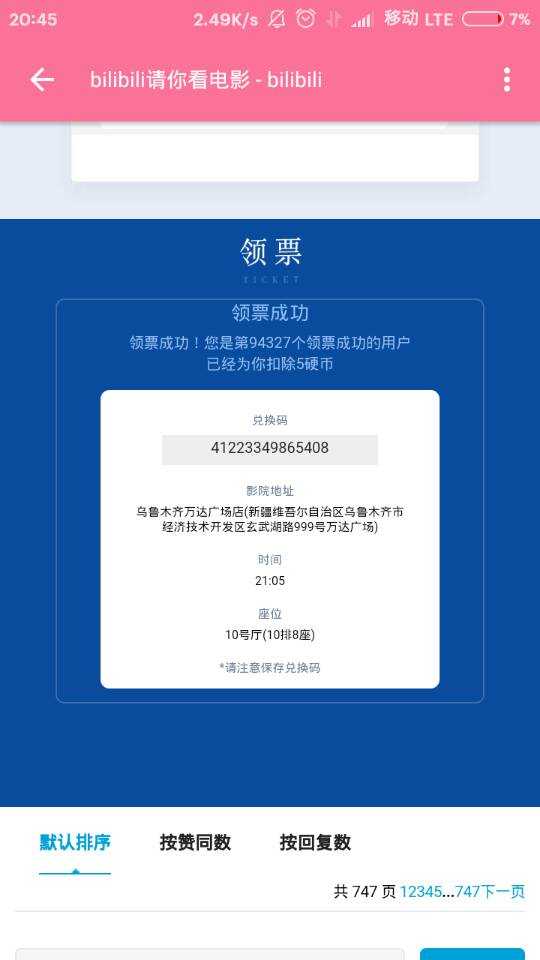 20:45 2.49K/s 移动 LTE 7%
bilibili请你看电影 - bilibili
领票
TICKET
领票成功
领票成功！您是第94327个领票成功的用户
已经为你扣除5硬币
兑换码
41223349865408
影院地址
乌鲁木齐万达广场店(新疆维吾尔自治区乌鲁木齐市
经济技术开发区玄武湖路999号万达广场)
时间
21:05
座位
10号厅(10排8座)
*请注意保存兑换码
默认排序 按赞同数 按回复数
共 747 页 12345...747下一页